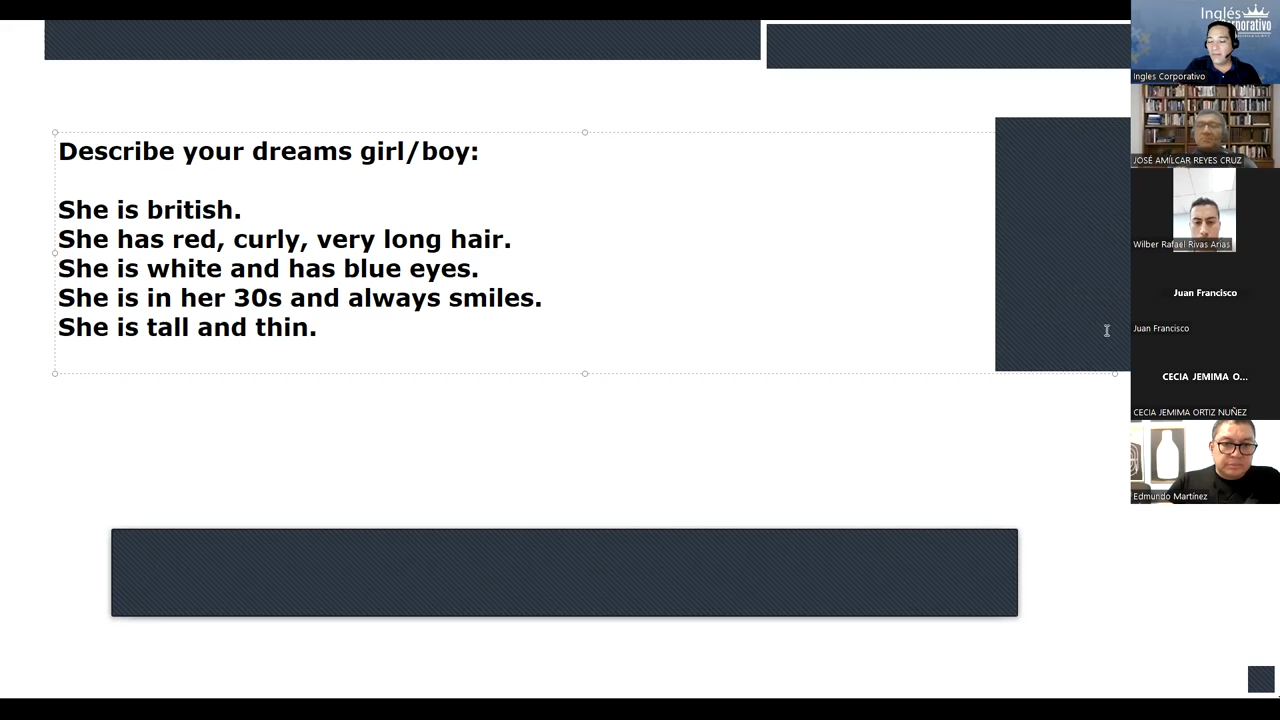 Describe your dreams girl/boy:
She is british.
She has red, curly, very long hair.
She is white and has blue eyes.
She is in her 30s and always smiles.
She is tall and thin.
Inglés
Corporativo
Ingles Corporativo
JOSÉ AMÍLCAR REYES CRUZ
Wilber Rafael Rivas Arias
Juan Francisco
Juan Francisco
CECIA JEMIMA O...
CECIA JEMIMA ORTIZ NUÑEZ
Edmundo Martínez